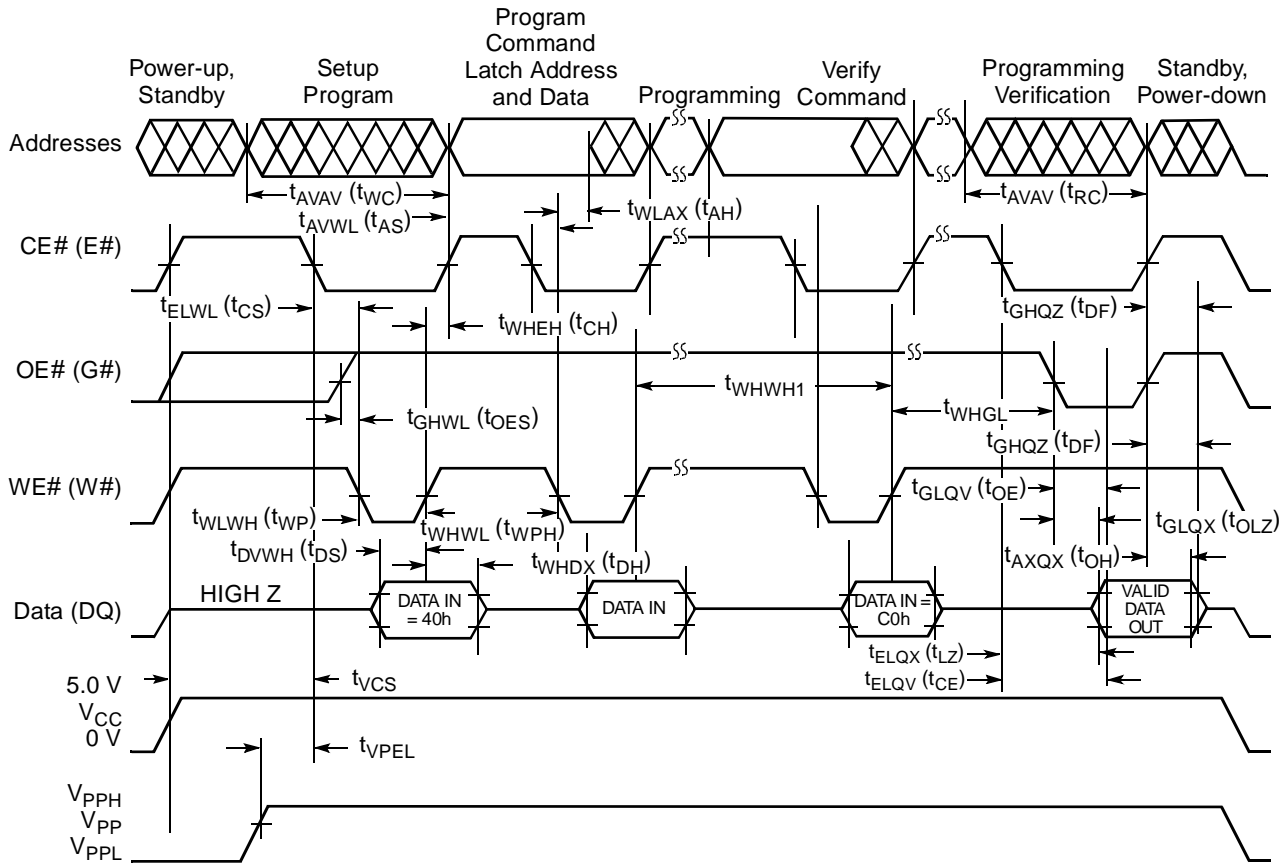 Power-up,
Standby
Setup
Program
Program
Command
Latch Address
and Data
Programming
Verify
Command
Programming
Verification
Standby,
Power-down
Addresses
tAVAV (tWC)
tAVWL (tAS)
tWLAX (tAH)
tAVAV (tRC)
CE# (E#)
tELWL (tCS)
tWHEH (tCH)
tGHQZ (tDF)
OE# (G#)
tWHWH1
tGHWL (tOES)
tWHGL
tGHQZ (tDF)
WE# (W#)
tGLQV (tOE)
tWLWH (tWP)
tWHWL (tWPH)
tGLQX (tOLZ)
tDVWH (tDS)
tWHDX (tDH)
tAXQX (tOH)
Data (DQ)
HIGH Z
DATA IN
= 40h
DATA IN
DATA IN =
C0h
VALID
DATA
OUT
tELQX (tLZ)
tELQV (tCE)
5.0 V
VCC
0 V
tVCS
tVPEL
VPPH
VPP
VPPL